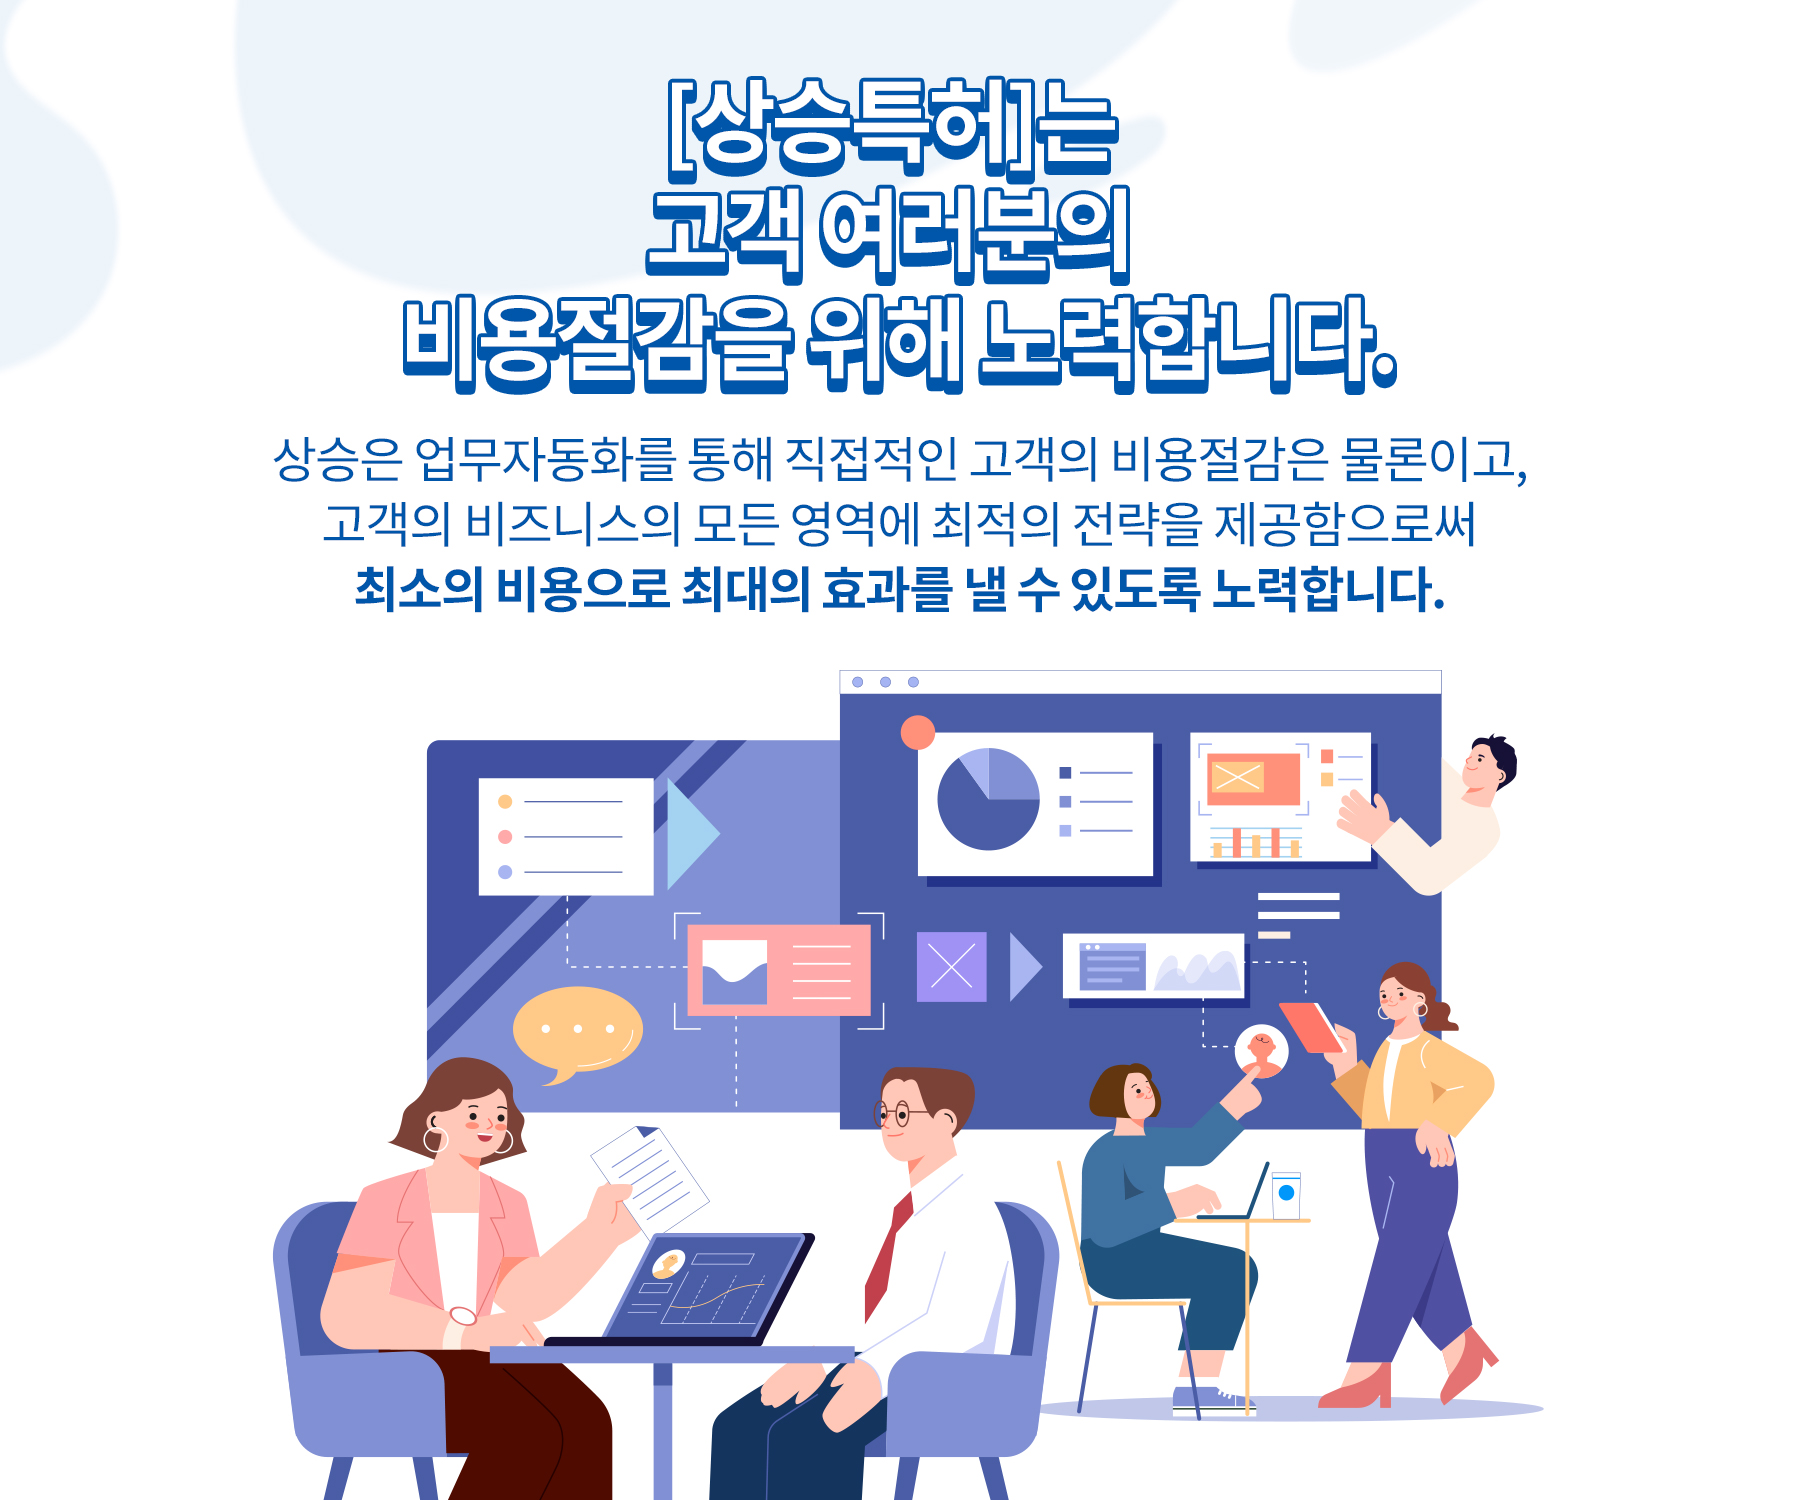 [상승특허]는
고객 여러분의
비용절감을 위해 노력합니다.
상승은 업무자동화를 통해 직접적인 고객의 비용절감은 물론이고,
고객의 비즈니스의 모든 영역에 최적의 전략을 제공함으로써
최소의 비용으로 최대의 효과를 낼 수 있도록 노력합니다.